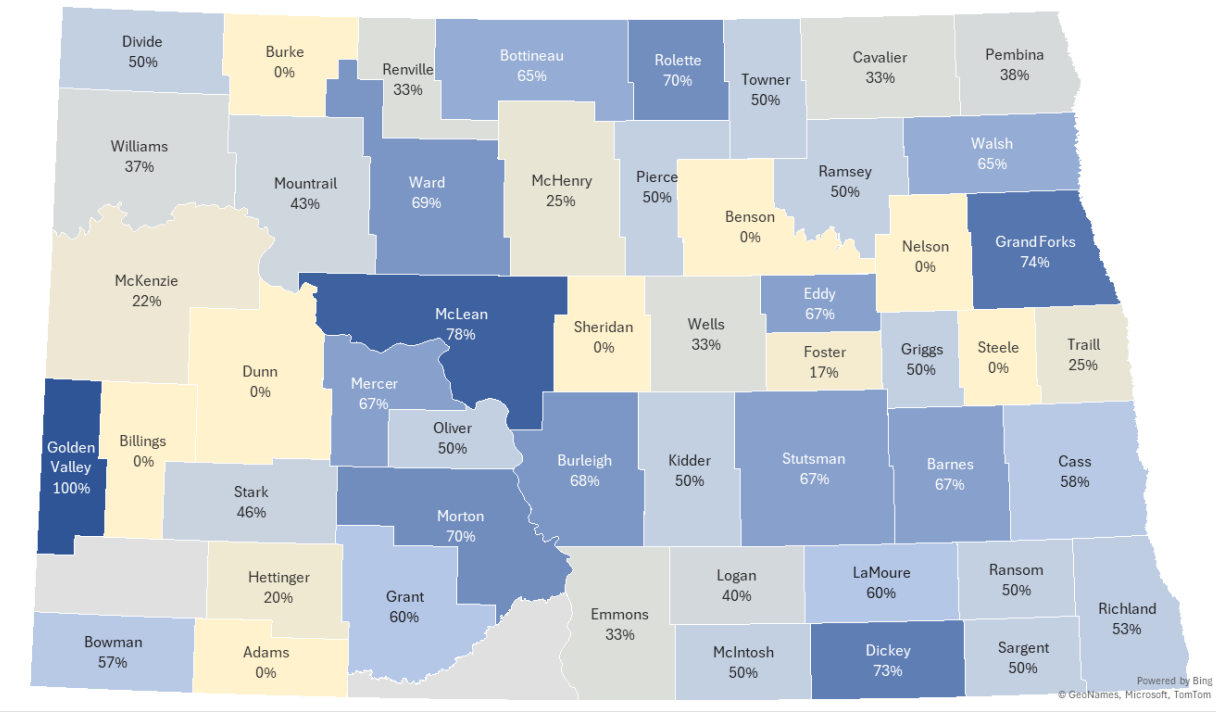 Divide
50%
Burke
0%
Renville
33%
Bottineau
65%
Rolette
70%
Towner
50%
Cavalier
33%
Pembina
38%
Williams
37%
Mountrail
43%
Ward
69%
McHenry
25%
Pierce
50%
Benson
0%
Ramsey
50%
Walsh
65%
Nelson
0%
Grand Forks
74%
McKenzie
22%
Dunn
0%
McLean
78%
Sheridan
0%
Wells
33%
Eddy
67%
Foster
17%
Griggs
50%
Steele
0%
Traill
25%
Golden
Valley
100%
Billings
0%
Mercer
67%
Oliver
50%
Burleigh
68%
Kidder
50%
Stutsman
67%
Barnes
67%
Cass
58%
Stark
46%
Morton
70%
Hettinger
20%
Grant
60%
Emmons
33%
Logan
40%
LaMoure
60%
Ransom
50%
Richland
53%
Bowman
57%
Adams
0%
McIntosh
50%
Dickey
73%
Sargent
50%
Powered by Bing
© GeoNames, Microsoft, TomTom